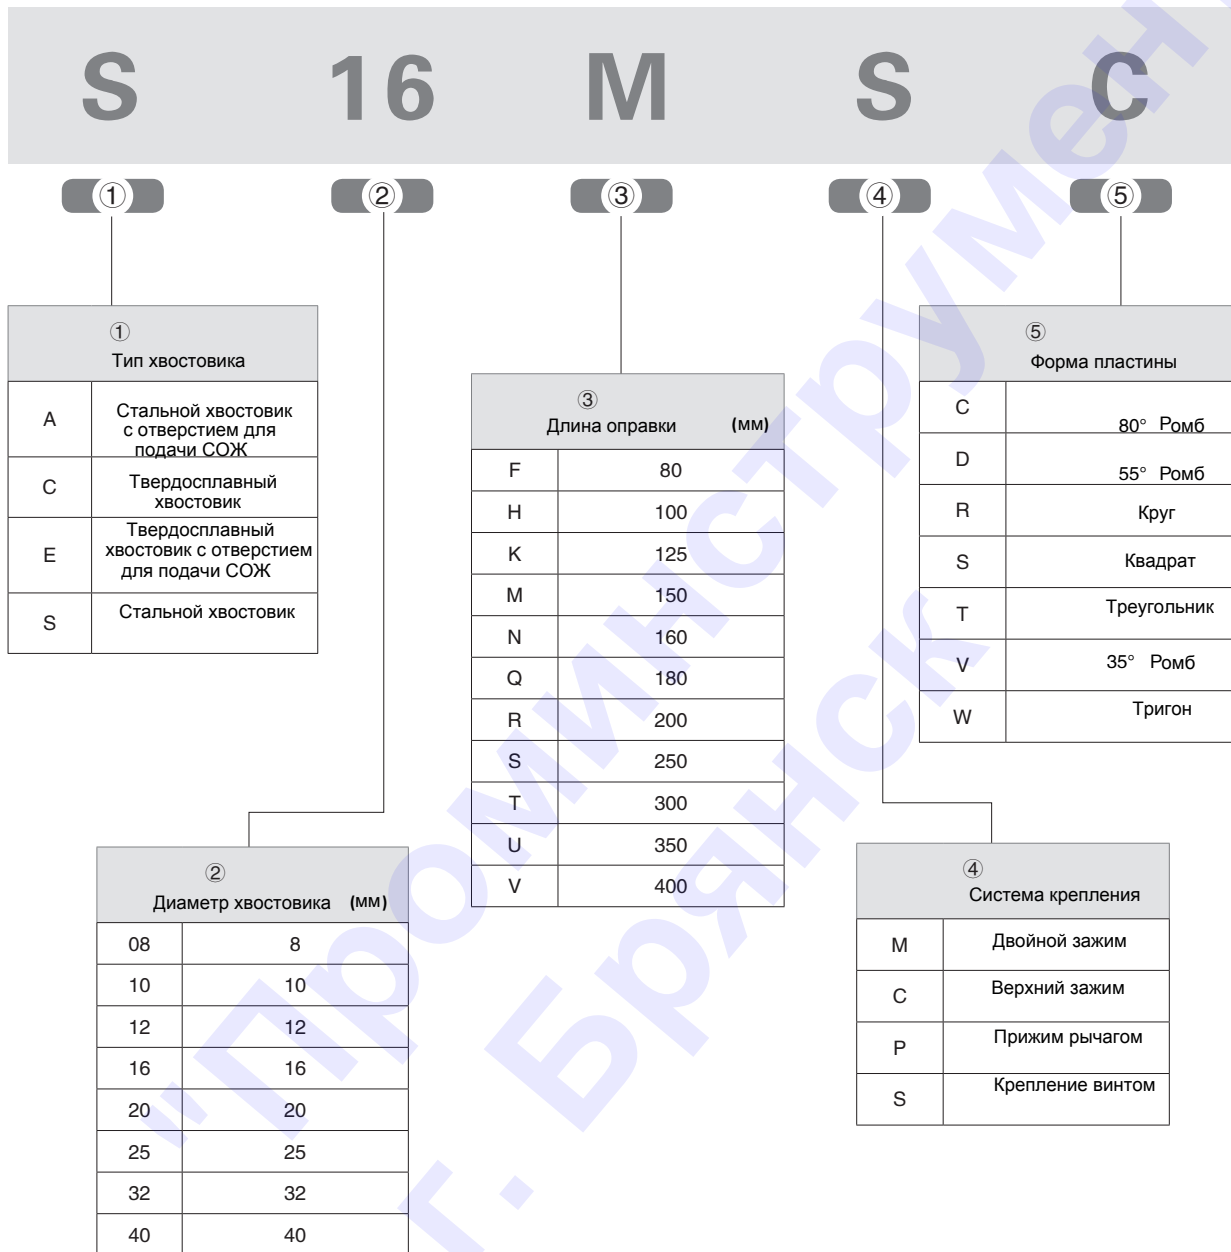 S 16 M S C
① ② ③ ④ ⑤
①
Тип хвостовика
A Стальной хвостовик
с отверстием для
подачи СОЖ
C Твердосплавный
хвостовик
E Твердосплавный
хвостовик с отверстием
для подачи СОЖ
S Стальной хвостовик
②
Диаметр хвостовика (мм)
08 8
10 10
12 12
16 16
20 20
25 25
32 32
40 40
③
Длина оправки (мм)
F 80
H 100
K 125
M 150
N 160
Q 180
R 200
S 250
T 300
U 350
V 400
④
Система крепления
M Двойной зажим
C Верхний зажим
P Прижим рычагом
S Крепление винтом
⑤
Форма пластины
C 80° Ромб
D 55° Ромб
R Круг
S Квадрат
T Треугольник
V 35° Ромб
W Тригон
"Проминструмен
г. Брянск